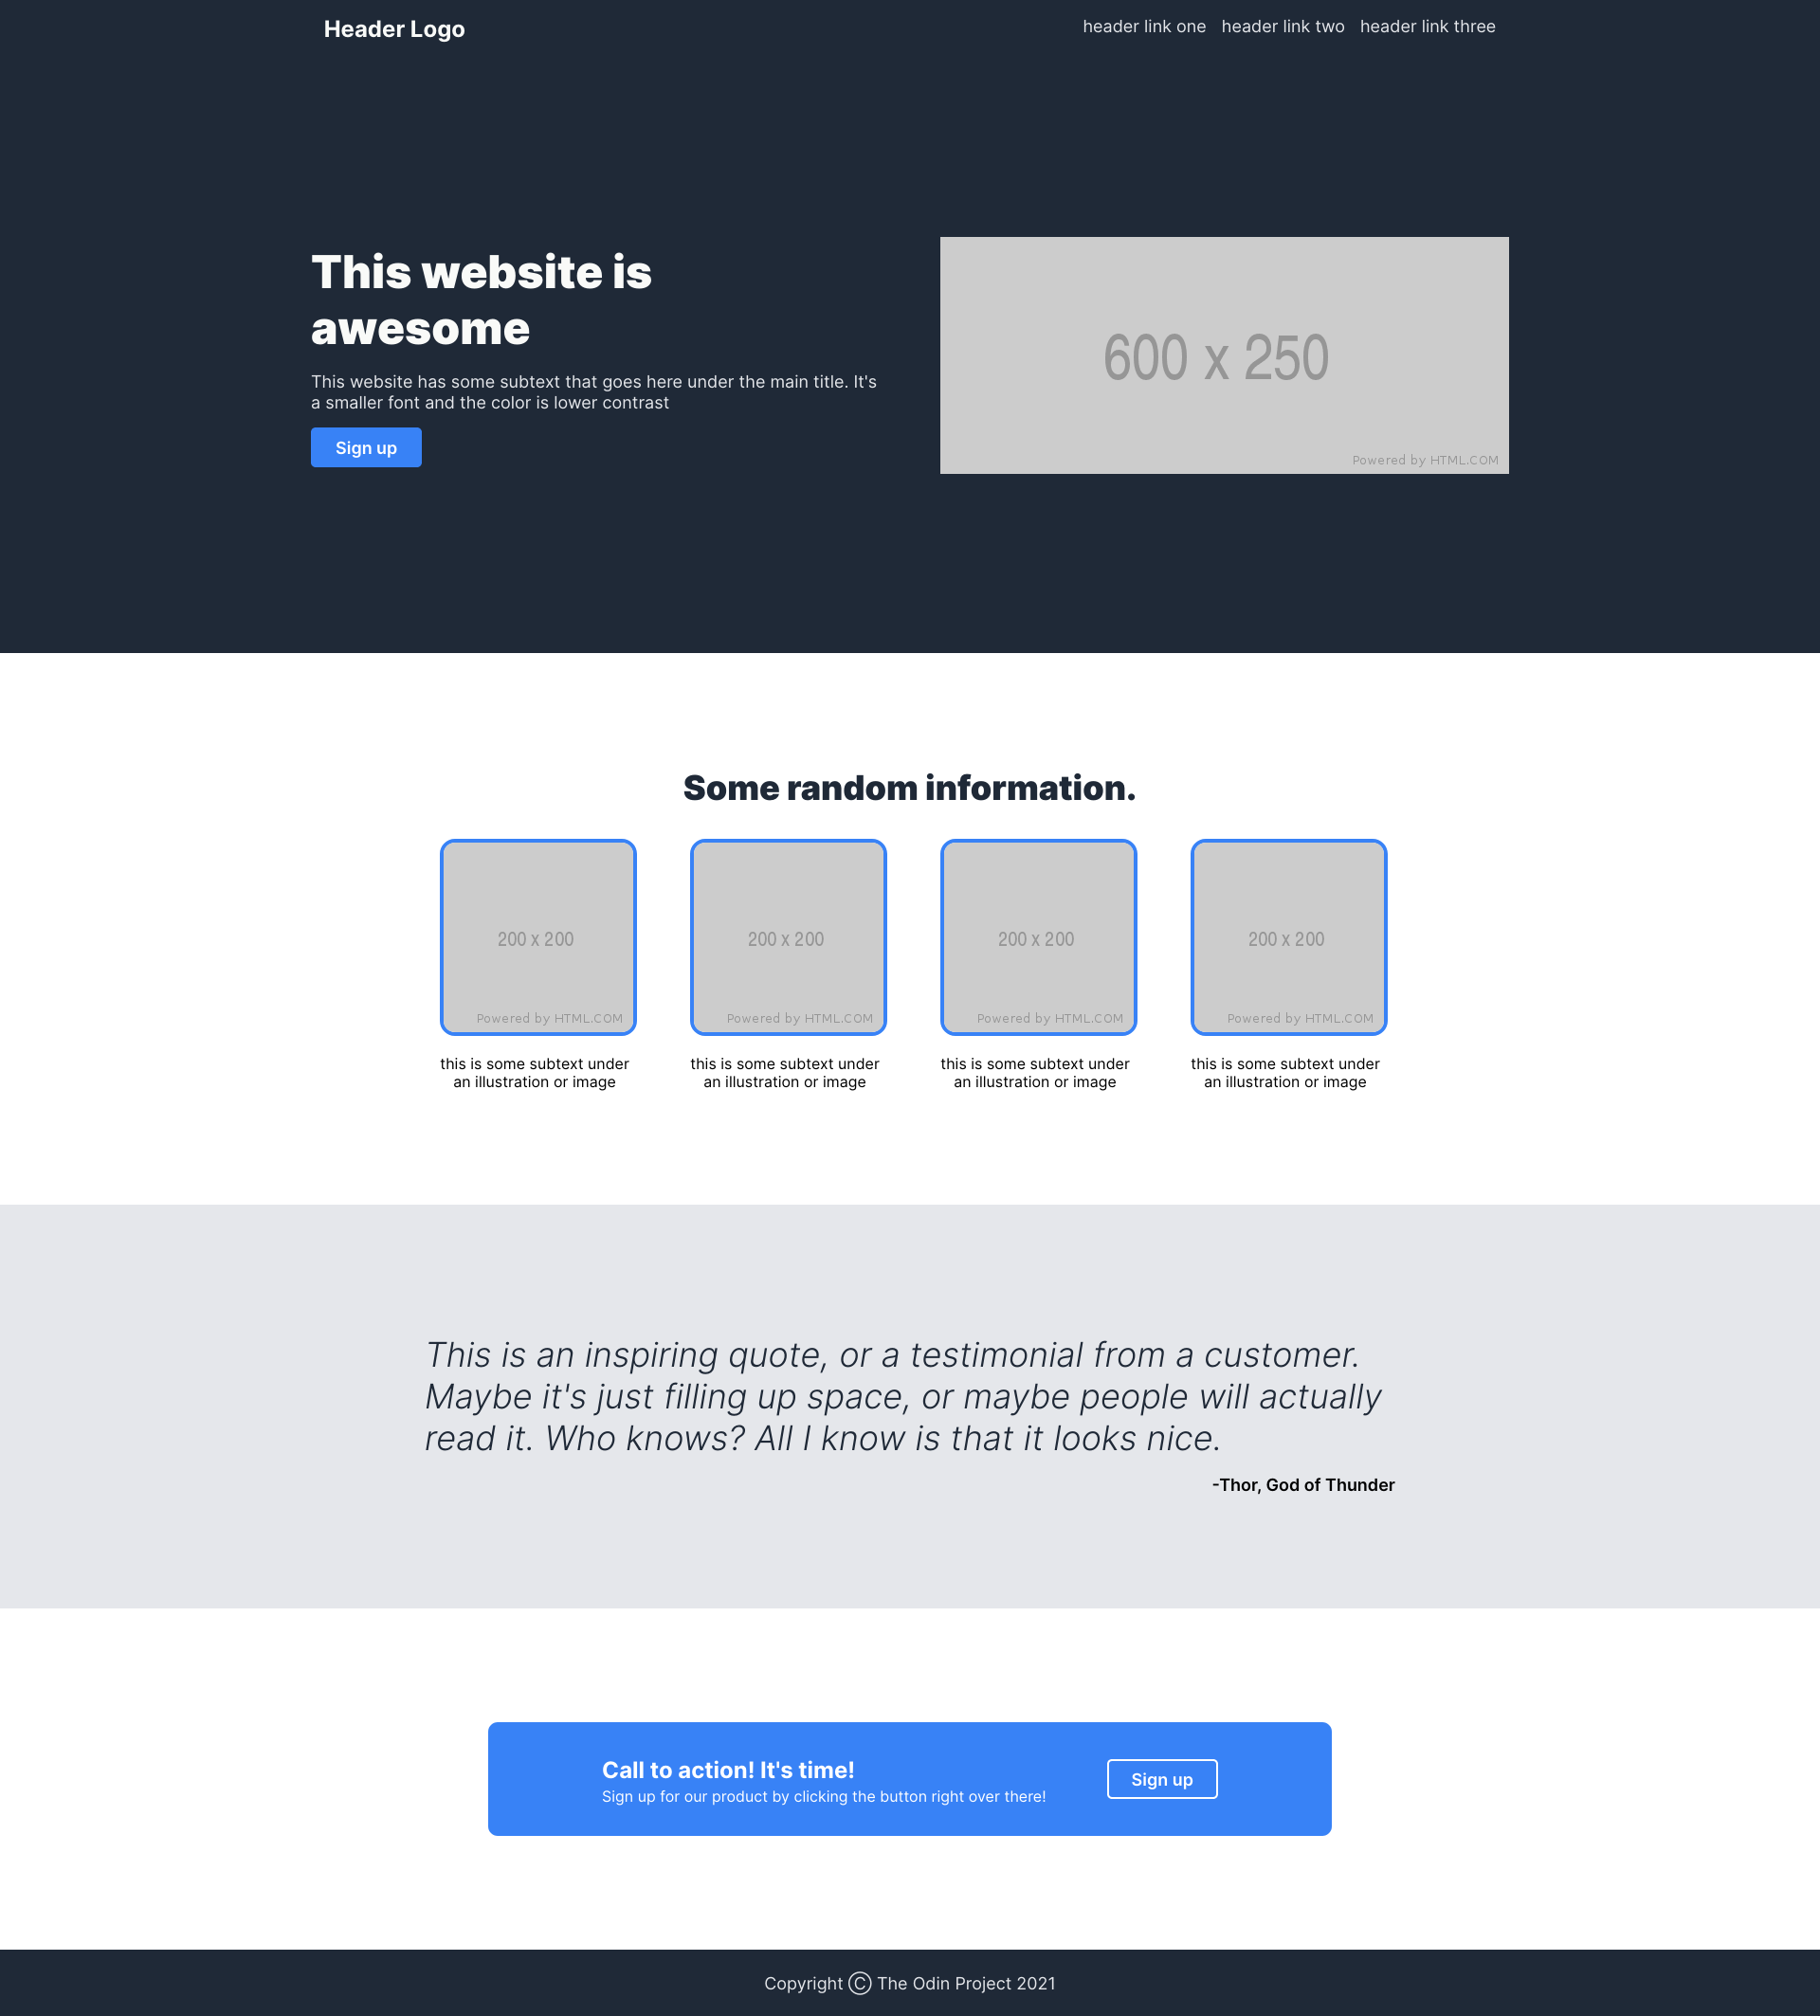 Header Logo
header link one header link two header link three
This website is
awesome
This website has some subtext that goes here under the main title. It's
a smaller font and the color is lower contrast
Sign up
600 x 250
Powered by HTML.COM
Some random information.
200 x 200
Powered by HTML.COM
this is some subtext under
an illustration or image
200 x 200
Powered by HTML.COM
this is some subtext under
an illustration or image
200 x 200
Powered by HTML.COM
this is some subtext under
an illustration or image
200 x 200
Powered by HTML.COM
this is some subtext under
an illustration or image
This is an inspiring quote, or a testimonial from a customer.
Maybe it's just filling up space, or maybe people will actually
read it. Who knows? All I know is that it looks nice.
-Thor, God of Thunder
Call to action! It's time!
Sign up for our product by clicking the button right over there!
Sign up
Copyright Ⓒ The Odin Project 2021